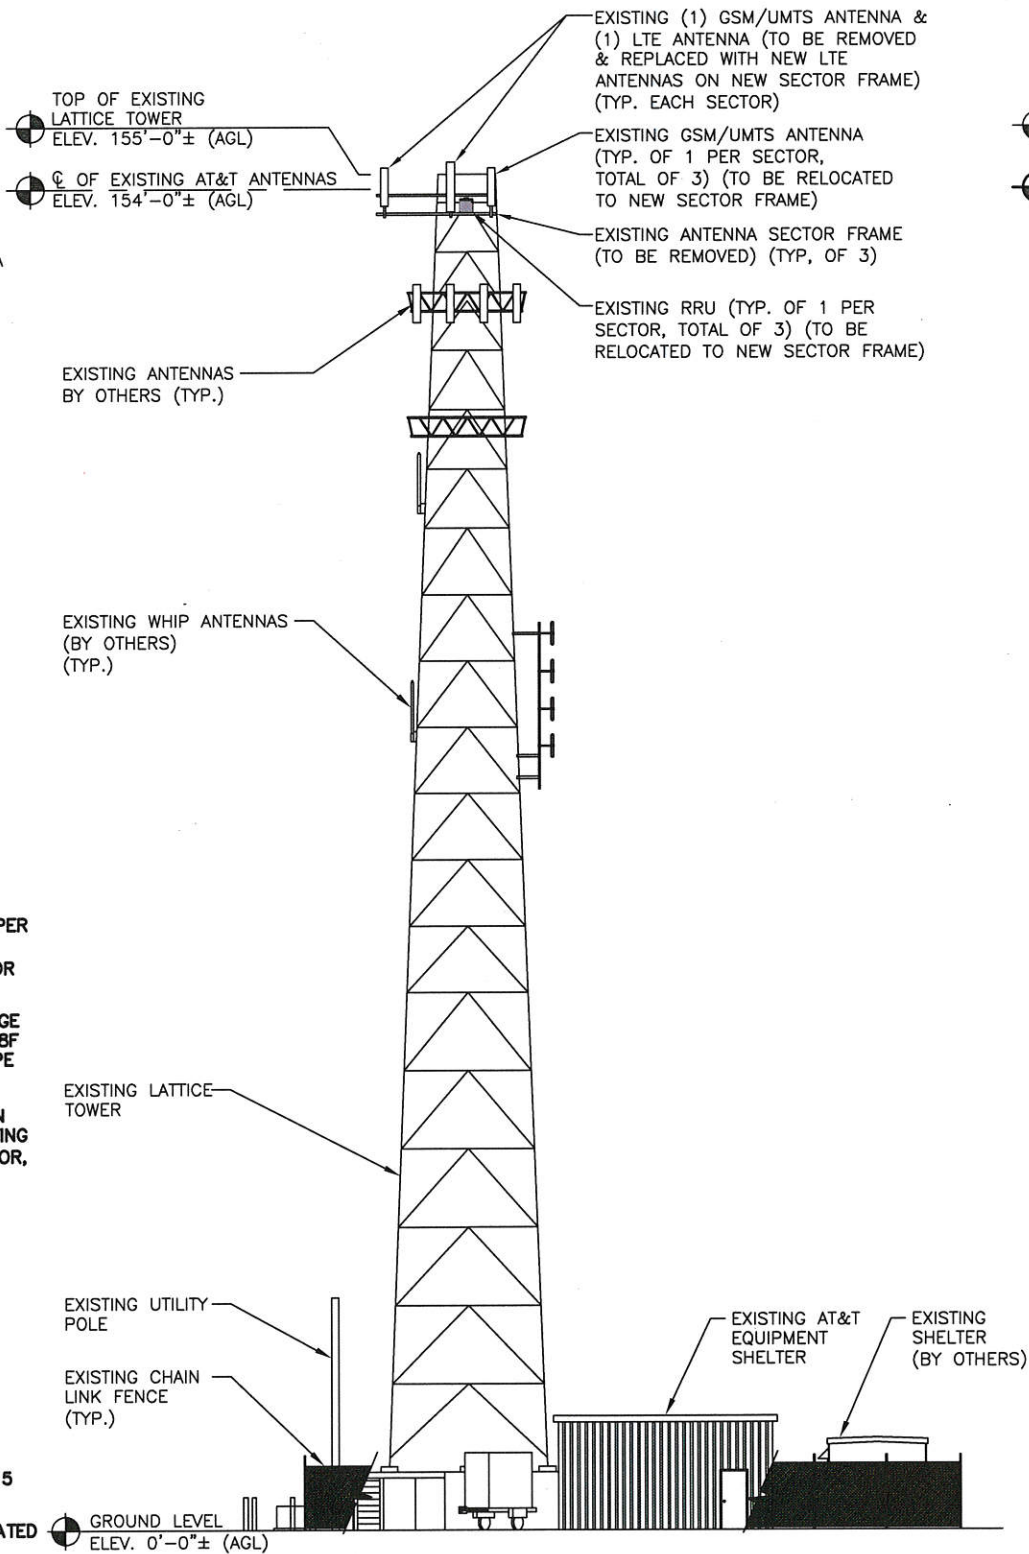 EXISTING (1) GSM/UMTS ANTENNA &
(1) LTE ANTENNA (TO BE REMOVED
& REPLACED WITH NEW LTE
ANTENNAS ON NEW SECTOR FRAME)
(TYP. EACH SECTOR)
TOP OF EXISTING
LATTICE TOWER
ELEV. 155'-0"± (AGL)
℄ OF EXISTING AT&T ANTENNAS
ELEV. 154'-0"± (AGL)
EXISTING GSM/UMTS ANTENNA
(TYP. OF 1 PER SECTOR,
TOTAL OF 3) (TO BE RELOCATED
TO NEW SECTOR FRAME)
EXISTING ANTENNA SECTOR FRAME
(TO BE REMOVED) (TYP, OF 3)
EXISTING RRU (TYP. OF 1 PER
SECTOR, TOTAL OF 3) (TO BE
RELOCATED TO NEW SECTOR FRAME)
EXISTING ANTENNAS
BY OTHERS (TYP.)
EXISTING WHIP ANTENNAS
(BY OTHERS)
(TYP.)
PER
OR
GE
BF
PE
N
ING
OR,
EXISTING LATTICE
TOWER
EXISTING UTILITY
POLE
EXISTING CHAIN
LINK FENCE
(TYP.)
EXISTING AT&T
EQUIPMENT
SHELTER
EXISTING
SHELTER
(BY OTHERS)
5
ATED
GROUND LEVEL
ELEV. 0'-0"± (AGL)